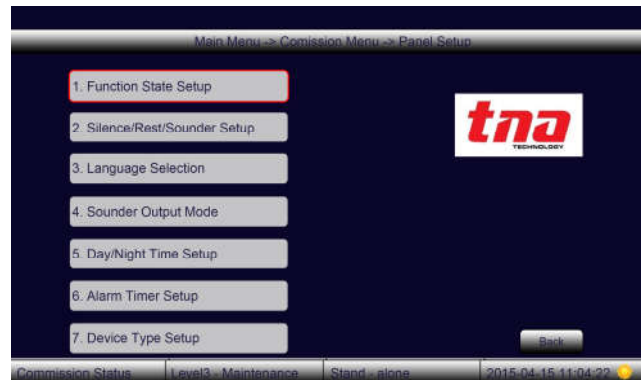 Main Menu -> Comission Menu -> Panel Setup
1. Function State Setup
2. Silence/Rest/Sounder Setup
3. Language Selection
4. Sounder Output Mode
5. Day/Night Time Setup
6. Alarm Timer Setup
7. Device Type Setup
tna
TECHNOLOGY
Back
Commission Status Level3 - Maintenance Stand - alone 2015-04-15 11:04:22